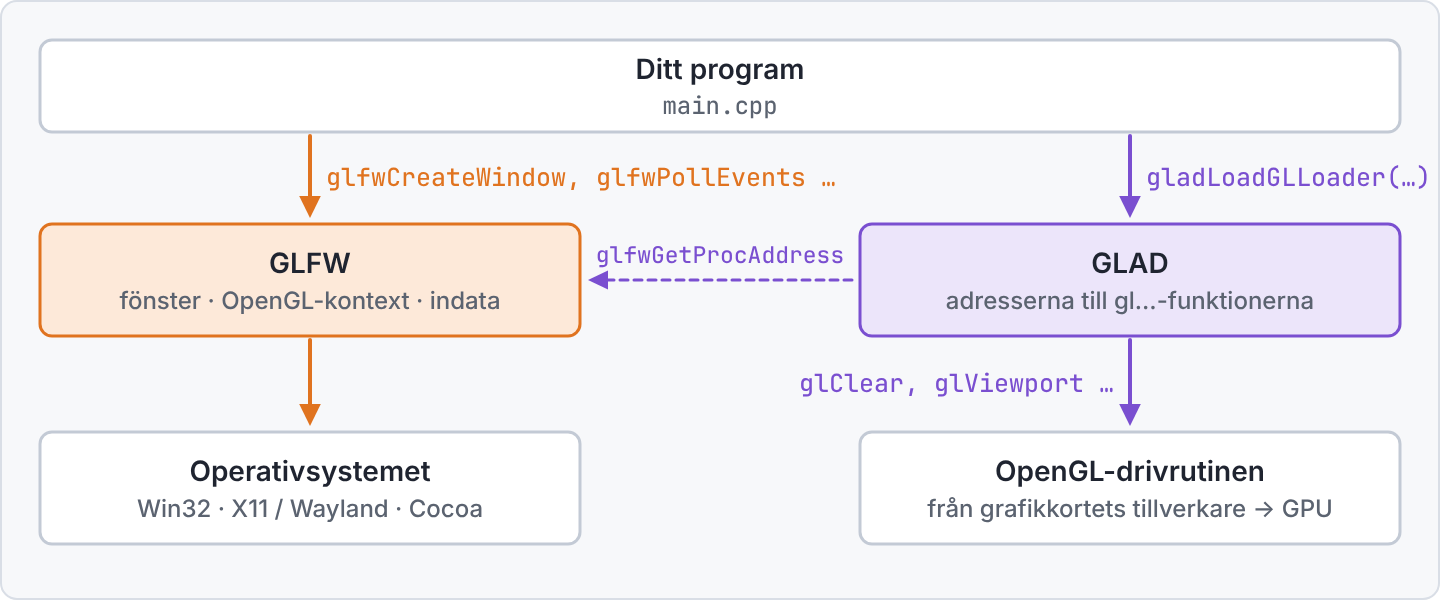 Ditt program
main.cpp
glfwCreateWindow, glfwPollEvents …
gladLoadGLLoader(…)
GLFW
fönster · OpenGL-kontext · indata
glfwGetProcAddress
GLAD
adresserna till gl…-funktionerna
glClear, glViewport …
Operativsystemet
Win32 · X11 / Wayland · Cocoa
OpenGL-drivrutinen
från grafikkortets tillverkare → GPU